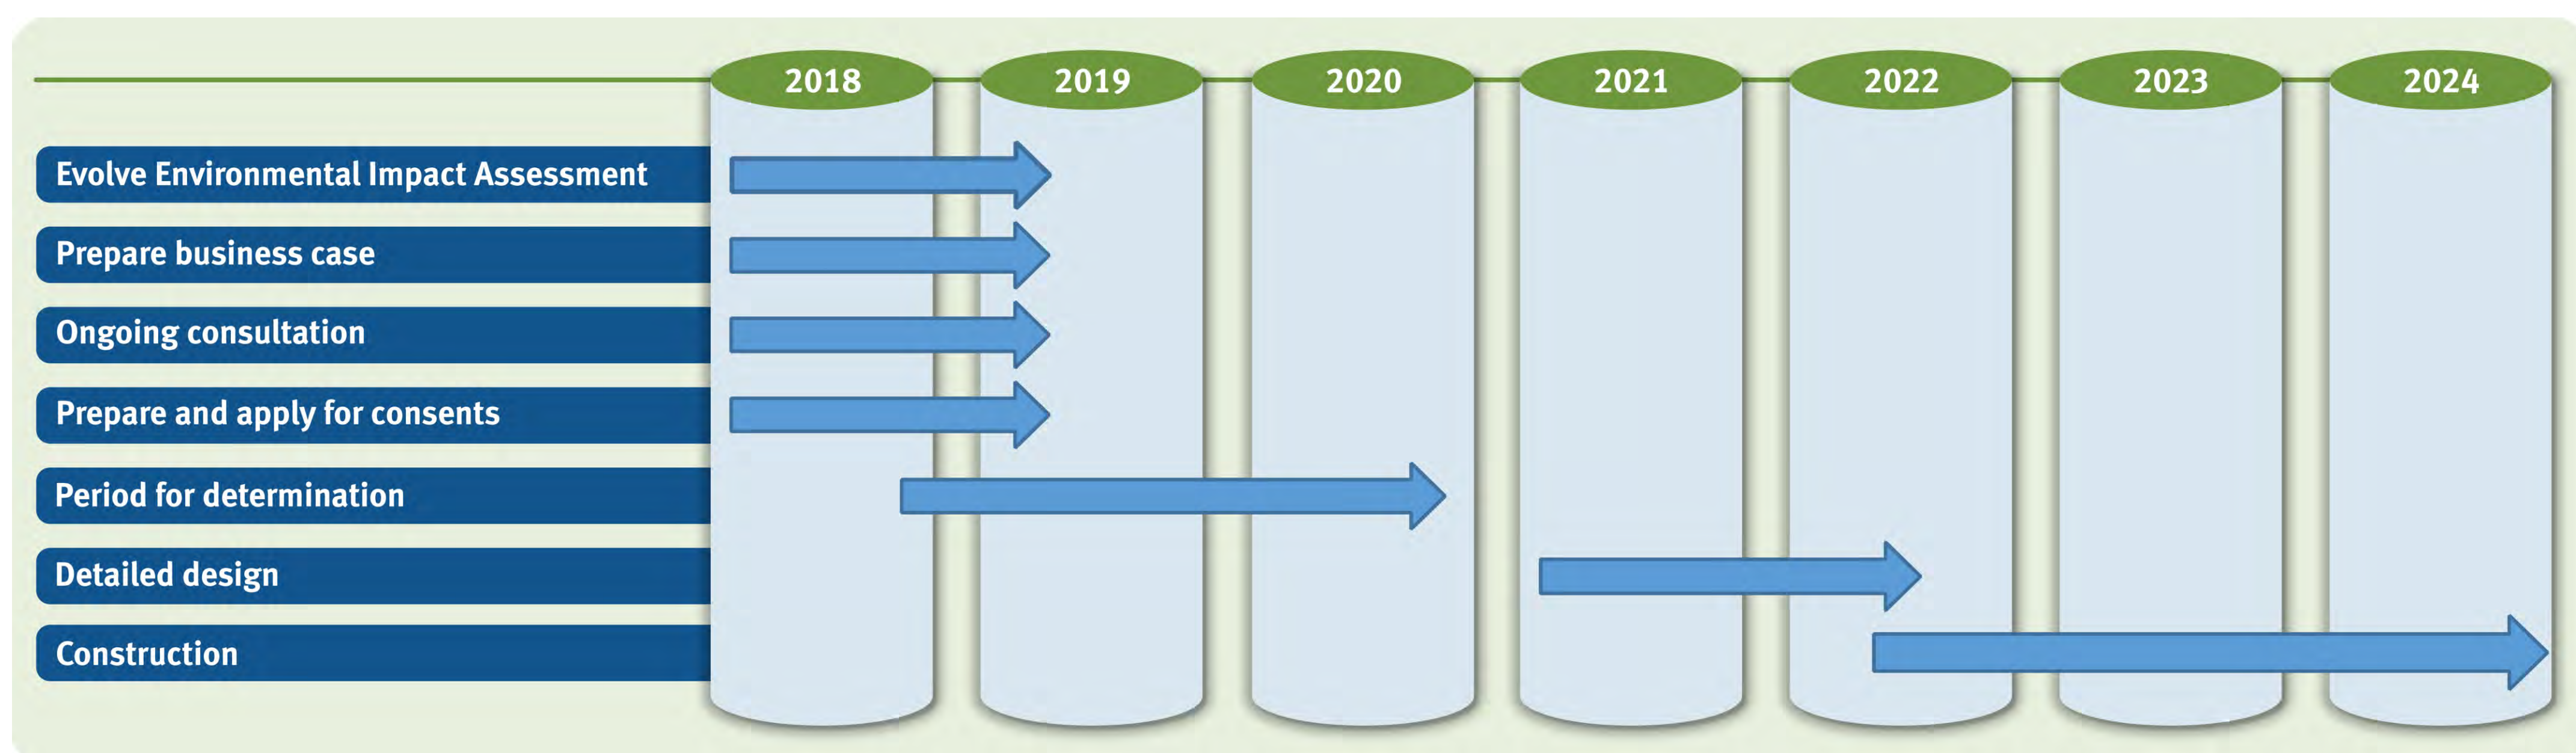 2018 2019 2020 2021 2022 2023 2024
Evolve Environmental Impact Assessment
Prepare business case
Ongoing consultation
Prepare and apply for consents
Period for determination
Detailed design
Construction